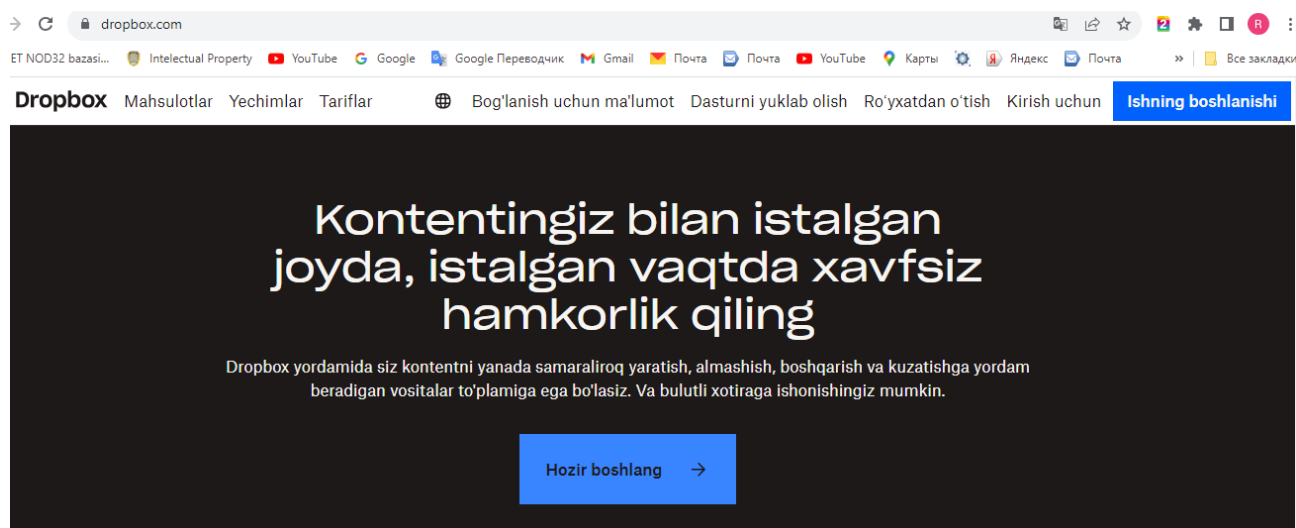 dropbox.com
ET NOD32 bazasi... Intelectual Property YouTube Google Google Переводчик Gmail Почта Почта YouTube Карты Яндекс Почта » Все закладки
Dropbox Mahsulotlar Yechimlar Tariflar Bog'lanish uchun ma'lumot Dasturni yuklab olish Ro'yxatdan o'tish Kirish uchun Ishning boshlanishi
Kontentingiz bilan istalgan
joyda, istalgan vaqtda xavfsiz
hamkorlik qiling
Dropbox yordamida siz kontentni yanada samaraliroq yaratish, almashish, boshqarish va kuzatishga yordam
beradigan vositalar to'plamiga ega bo'lasiz. Va bulutli xotiraga ishonishingiz mumkin.
Hozir boshlang →